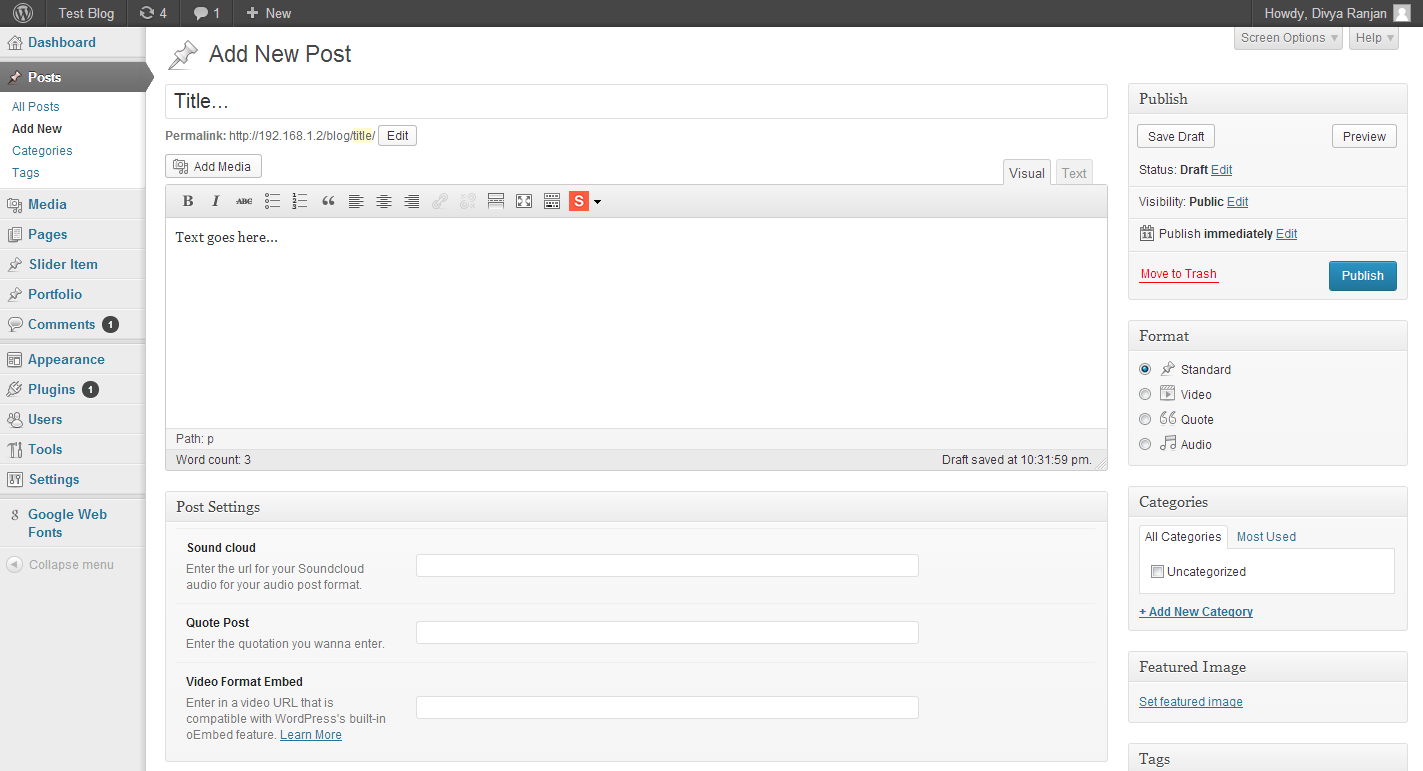 Test Blog 4 1 New Howdy, Divya Ranjan
Screen Options Help
Dashboard
Posts
All Posts
Add New
Categories
Tags
Media
Pages
Slider Item
Portfolio
Comments 1
Appearance
Plugins 1
Users
Tools
Settings
Google Web
Fonts
Collapse menu
Add New Post
Title…
Permalink: http://192.168.1.2/blog/title/ Edit
Add Media
Visual Text
B I ABC S
Text goes here...
Path: p
Word count: 3 Draft saved at 10:31:59 pm.
Post Settings
Sound cloud
Enter the url for your Soundcloud
audio for your audio post format.
Quote Post
Enter the quotation you wanna enter.
Video Format Embed
Enter in a video URL that is
compatible with WordPress's built-in
oEmbed feature. Learn More
Publish
Save Draft Preview
Status: Draft Edit
Visibility: Public Edit
11 Publish immediately Edit
Move to Trash Publish
Format
Standard
Video
Quote
Audio
Categories
All Categories Most Used
Uncategorized
+ Add New Category
Featured Image
Set featured image
Tags